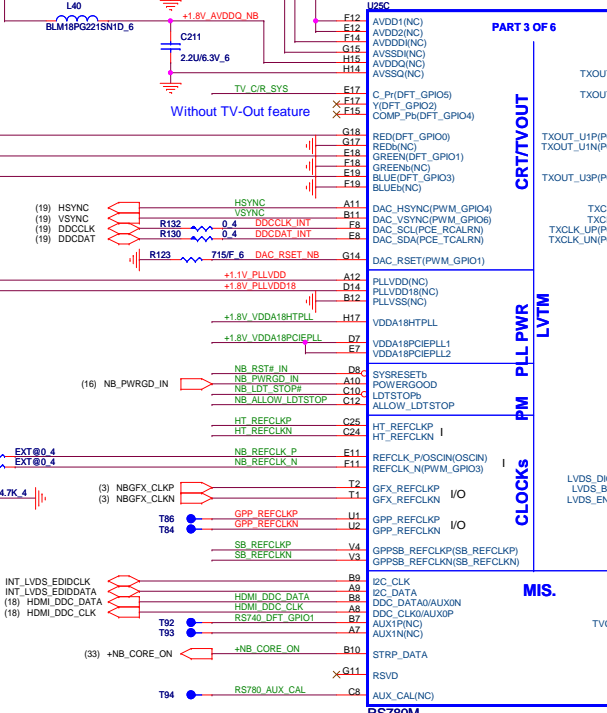 L40
BLM18PG221SN1D_6
+1.8V_AVDDQ_NB
C211
2.2U/6.3V_6
U25C
PART 3 OF 6
F12 AVDD1(NC)
E12 AVDD2(NC)
F14 AVDDDI(NC)
G15 AVSSDI(NC)
H15 AVDDQ(NC)
H14 AVSSQ(NC)
TV_C/R_SYS E17 C_Pr(DFT_GPIO5)
F17 Y(DFT_GPIO2)
F15 COMP_Pb(DFT_GPIO4)
Without TV-Out feature
G18 RED(DFT_GPIO0)
G17 REDb(NC)
E18 GREEN(DFT_GPIO1)
F18 GREENb(NC)
E19 BLUE(DFT_GPIO3)
F19 BLUEb(NC)
CRT/TVOUT
TXOU
TXOU
TXOUT_U1P(P
TXOUT_U1N(P
TXOUT_U3P(P
TXC
TXC
TXCLK_UP(P
TXCLK_UN(P
(19) HSYNC HSYNC A11 DAC_HSYNC(PWM_GPIO4)
(19) VSYNC VSYNC B11 DAC_VSYNC(PWM_GPIO6)
(19) DDCCLK R132 0_4 DDCCLK_INT F8 DAC_SCL(PCE_RCALRN)
(19) DDCDAT R130 0_4 DDCDAT_INT E8 DAC_SDA(PCE_TCALRN)
R123 715/F_6 DAC_RSET_NB G14 DAC_RSET(PWM_GPIO1)
+1.1V_PLLVDD A12 PLLVDD(NC)
+1.8V_PLLVDD18 D14 PLLVDD18(NC)
B12 PLLVSS(NC)
+1.8V_VDDA18HTPLL H17 VDDA18HTPLL
+1.8V_VDDA18PCIEPLL D7 VDDA18PCIEPLL1
E7 VDDA18PCIEPLL2
PLL PWR
LVTM
NB_RST#_IN D8 SYSRESETb
(16) NB_PWRGD_IN NB_PWRGD_IN A10 POWERGOOD
NB_LDT_STOP# C10 LDTSTOPb
NB_ALLOW_LDTSTOP C12 ALLOW_LDTSTOP
PM
HT_REFCLKP C25 HT_REFCLKP
HT_REFCLKN C24 HT_REFCLKN
I
EXT@0_4 NB_REFCLK_P E11 REFCLK_P/OSCIN(OSCIN)
EXT@0_4 NB_REFCLK_N F11 REFCLK_N(PWM_GPIO3)
I
4.7K_4
(3) NBGFX_CLKP T2 GFX_REFCLKP
(3) NBGFX_CLKN T1 GFX_REFCLKN
I/O
T86 GPP_REFCLKP U1 GPP_REFCLKP
T84 GPP_REFCLKN U2 GPP_REFCLKN
I/O
SB_REFCLKP V4 GPPSB_REFCLKP(SB_REFCLKP)
SB_REFCLKN V3 GPPSB_REFCLKN(SB_REFCLKN)
CLOCKs
LVDS_DI
LVDS_B
LVDS_EN
INT_LVDS_EDIDCLK B9 I2C_CLK
INT_LVDS_EDIDDATA A9 I2C_DATA
(18) HDMI_DDC_DATA HDMI_DDC_DATA B8 DDC_DATA0/AUX0N
(18) HDMI_DDC_CLK HDMI_DDC_CLK A8 DDC_CLK0/AUX0P
T92 RS740_DFT_GPIO1 B7 AUX1P(NC)
T93 A7 AUX1N(NC)
MIS.
TV
(33) +NB_CORE_ON +NB_CORE_ON B10 STRP_DATA
G11 RSVD
T94 RS780_AUX_CAL C8 AUX_CAL(NC)
RS780M